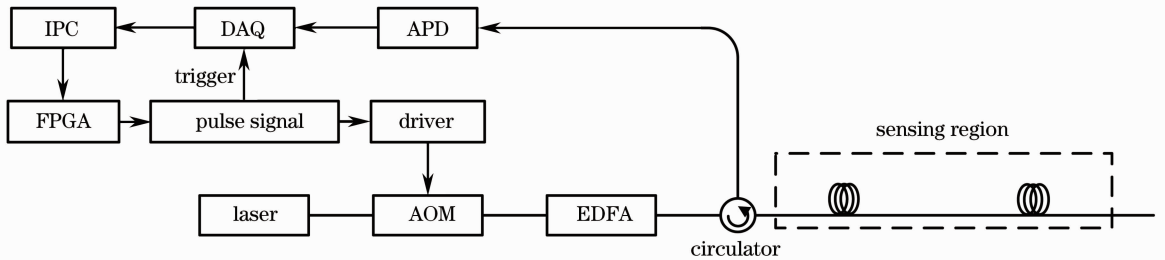 IPC
DAQ
APD
trigger
FPGA
pulse signal
driver
sensing region
laser
AOM
EDFA
circulator